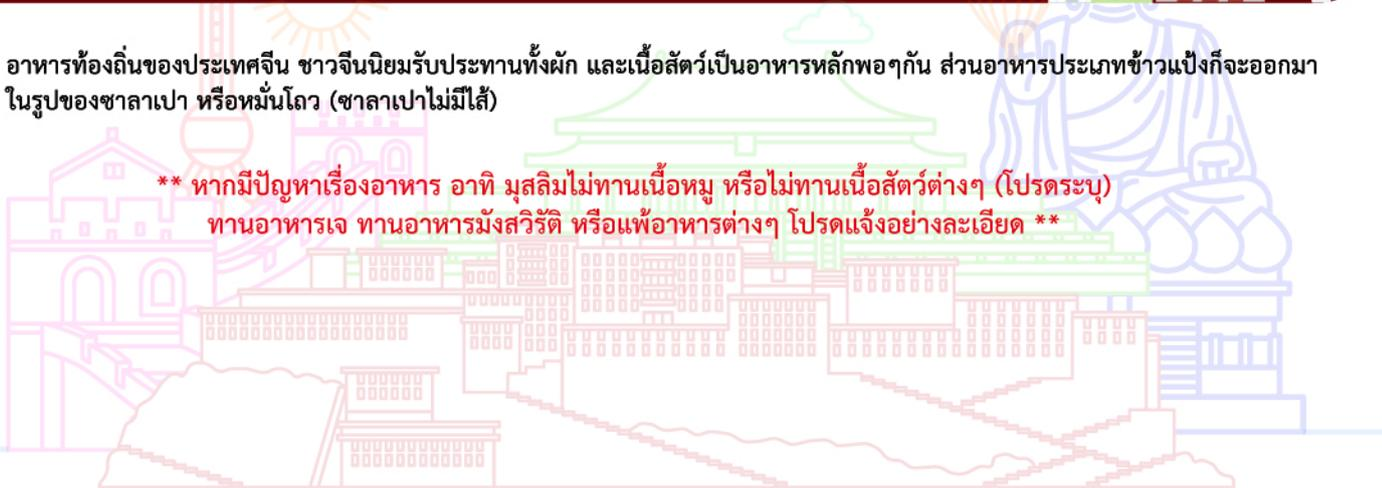 อาหารท้องถิ่นของประเทศจีน ชาวจีนนิยมรับประทานทั้งผัก และเนื้อสัตว์เป็นอาหารหลักพอๆกัน ส่วนอาหารประเภทข้าวแป้งก็จะออกมา
ในรูปของซาลาเปา หรือหมั่นโถว (ซาลาเปาไม่มีไส้)
** หากมีปัญหาเรื่องอาหาร อาทิ มุสลิมไม่ทานเนื้อหมู หรือไม่ทานเนื้อสัตว์ต่างๆ (โปรดระบุ)
ทานอาหารเจ ทานอาหารมังสวิรัติ หรือแพ้อาหารต่างๆ โปรดแจ้งอย่างละเอียด **